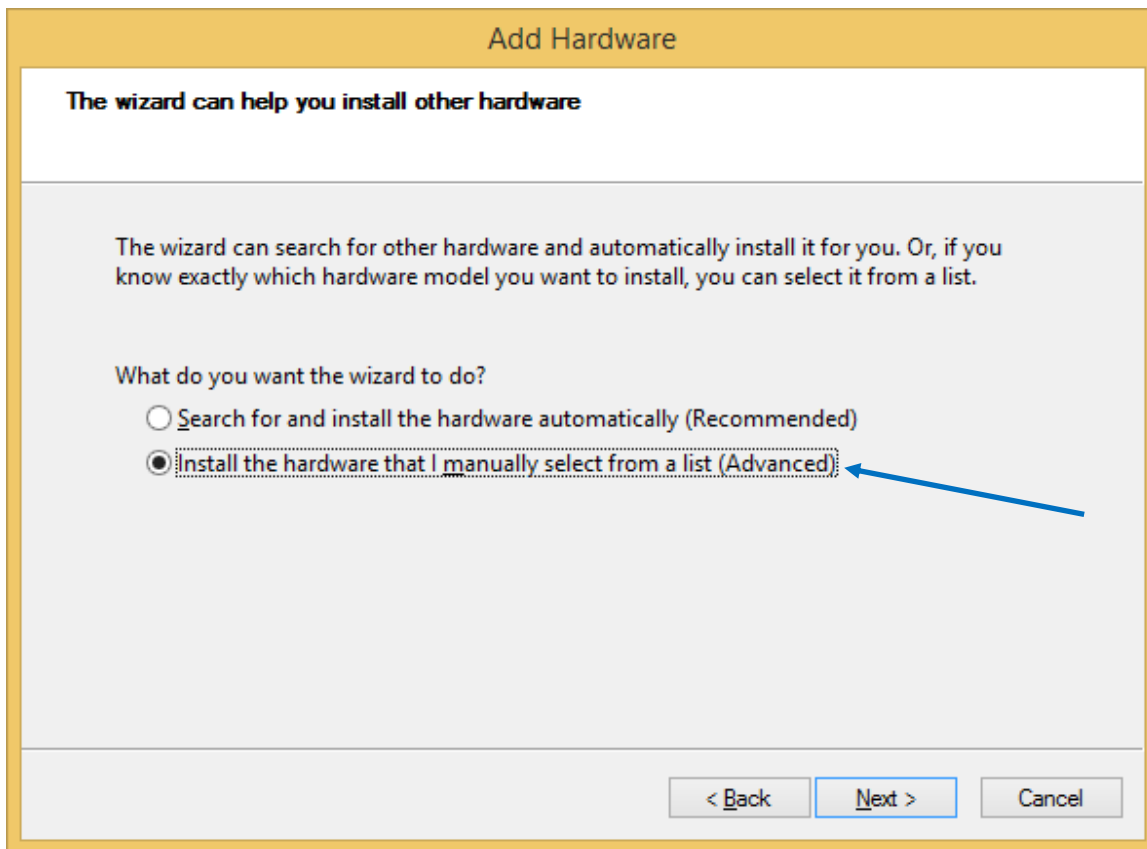 Add Hardware
The wizard can help you install other hardware
The wizard can search for other hardware and automatically install it for you. Or, if you
know exactly which hardware model you want to install, you can select it from a list.
What do you want the wizard to do?
Search for and install the hardware automatically (Recommended)
Install the hardware that I manually select from a list (Advanced)
< Back Next > Cancel